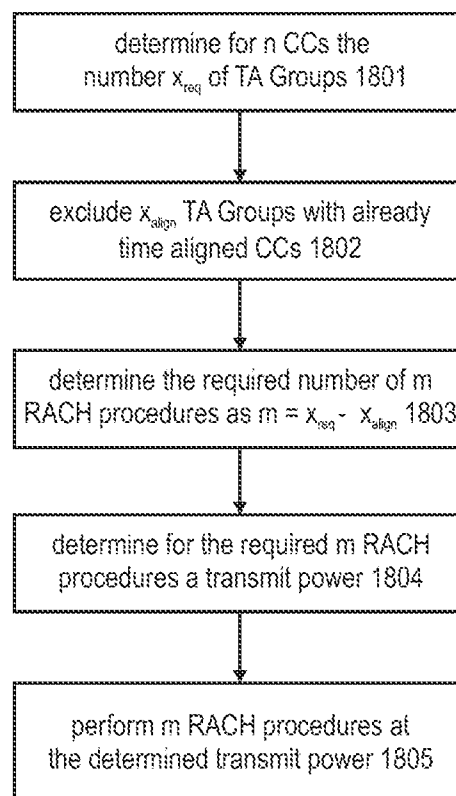 determine for n CCs the
number x_req of TA Groups 1801
exclude x_align TA Groups with already
time aligned CCs 1802
determine the required number of m
RACH procedures as m = x_req - x_align 1803
determine for the required m RACH
procedures a transmit power 1804
perform m RACH procedures at
the determined transmit power 1805